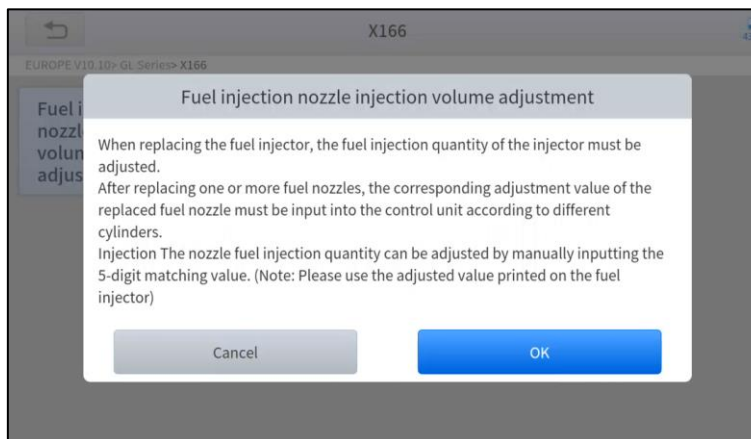 X166
EUROPE V10.10> GL Series> X166
Fuel i
nozzl
volun
adjus
Fuel injection nozzle injection volume adjustment
When replacing the fuel injector, the fuel injection quantity of the injector must be
adjusted.
After replacing one or more fuel nozzles, the corresponding adjustment value of the
replaced fuel nozzle must be input into the control unit according to different
cylinders.
Injection The nozzle fuel injection quantity can be adjusted by manually inputting the
5-digit matching value. (Note: Please use the adjusted value printed on the fuel
injector)
Cancel
OK